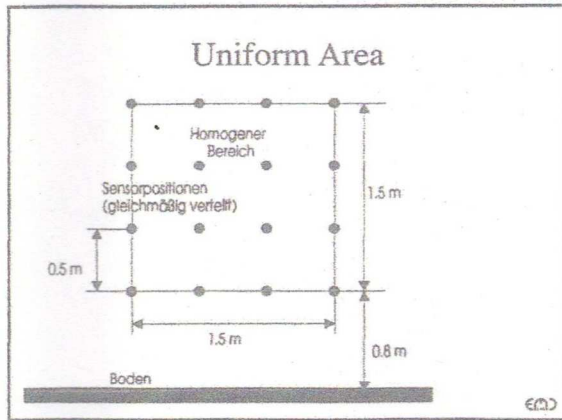 Uniform Area
Homogener
Bereich
Sensorpositionen
(gleichmäßig verteilt)
1.5 m
0.5 m
1.5 m
0.8 m
Boden